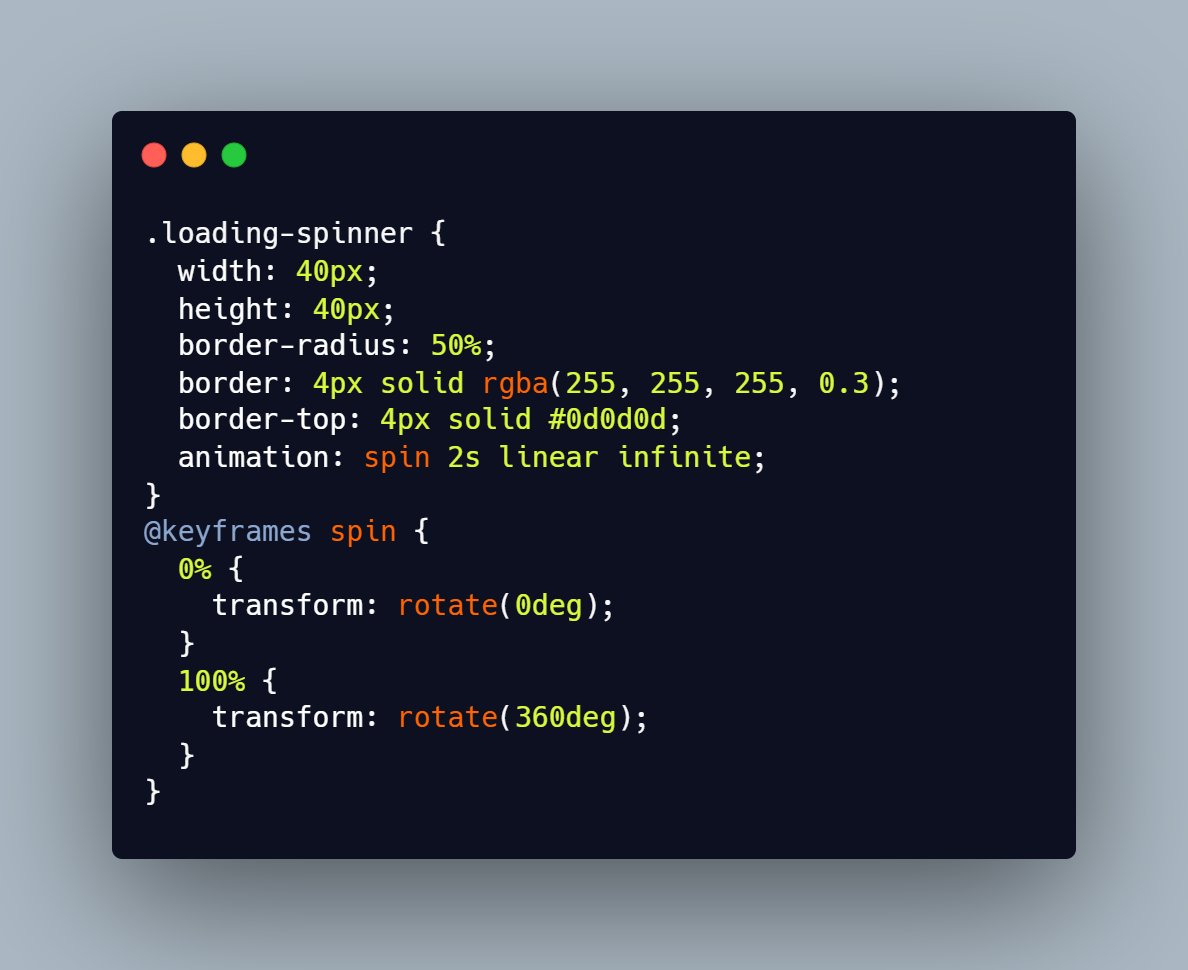 .loading-spinner {
  width: 40px;
  height: 40px;
  border-radius: 50%;
  border: 4px solid rgba(255, 255, 255, 0.3);
  border-top: 4px solid #0d0d0d;
  animation: spin 2s linear infinite;
}
@keyframes spin {
  0% {
    transform: rotate(0deg);
  }
  100% {
    transform: rotate(360deg);
  }
}